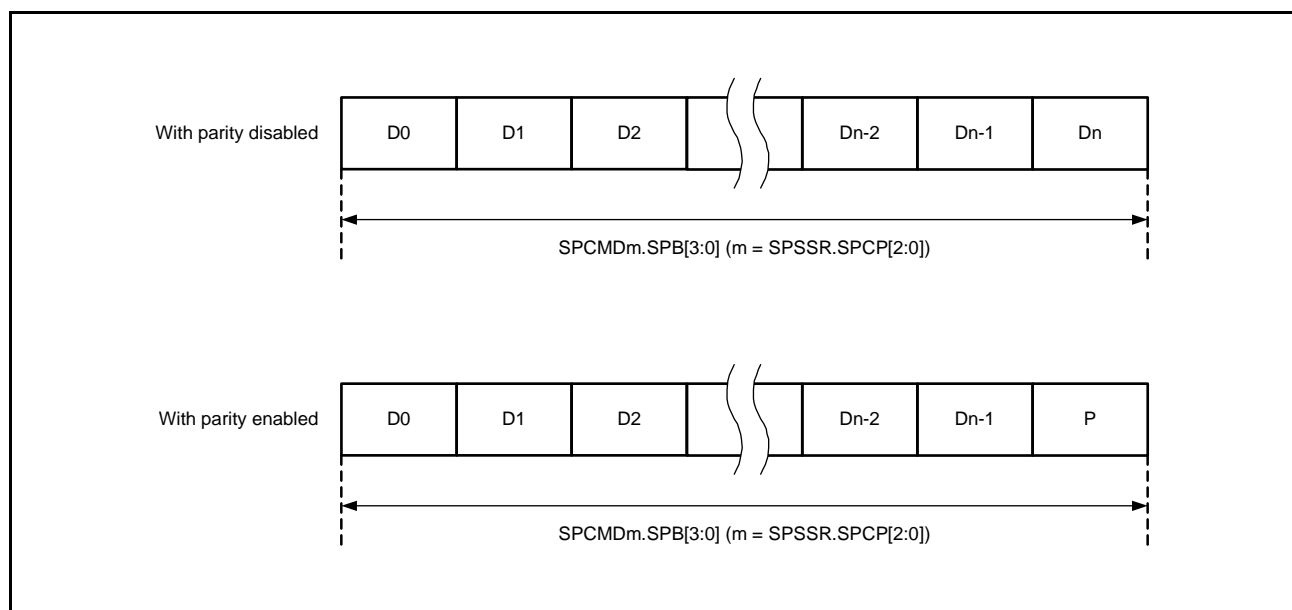 With parity disabled D0 D1 D2 Dn-2 Dn-1 Dn
SPCMDm.SPB[3:0] (m = SPSSR.SPCP[2:0])
With parity enabled D0 D1 D2 Dn-2 Dn-1 P
SPCMDm.SPB[3:0] (m = SPSSR.SPCP[2:0])